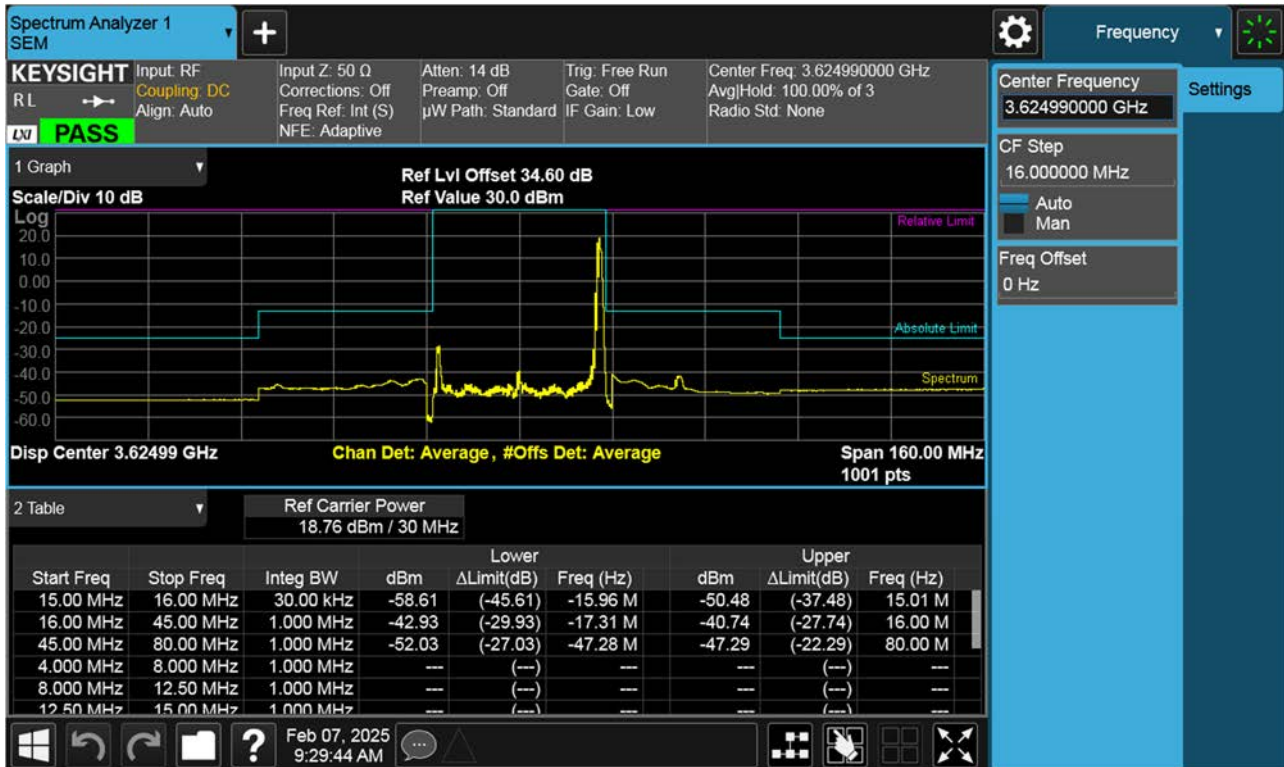 Spectrum Analyzer 1
SEM
Frequency
KEYSIGHT
RL
LXI PASS
Input: RF
Coupling: DC
Align: Auto
Input Z: 50 Ω
Corrections: Off
Freq Ref: Int (S)
NFE: Adaptive
Atten: 14 dB
Preamp: Off
µW Path: Standard
Trig: Free Run
Gate: Off
IF Gain: Low
Center Freq: 3.624990000 GHz
Avg|Hold: 100.00% of 3
Radio Std: None
Center Frequency
3.624990000 GHz
Settings
CF Step
16.000000 MHz
Auto
Man
Freq Offset
0 Hz
1 Graph
Scale/Div 10 dB
Ref Lvl Offset 34.60 dB
Ref Value 30.0 dBm
Log
20.0
10.0
0.00
-10.0
-20.0
-30.0
-40.0
-50.0
-60.0
Relative Limit
Absolute Limit
Spectrum
Disp Center 3.62499 GHz
Chan Det: Average, #Offs Det: Average
Span 160.00 MHz
1001 pts
2 Table
Ref Carrier Power
18.76 dBm / 30 MHz
Lower Upper
Start Freq Stop Freq Integ BW dBm ΔLimit(dB) Freq (Hz) dBm ΔLimit(dB) Freq (Hz)
15.00 MHz 16.00 MHz 30.00 kHz -58.61 (-45.61) -15.96 M -50.48 (-37.48) 15.01 M
16.00 MHz 45.00 MHz 1.000 MHz -42.93 (-29.93) -17.31 M -40.74 (-27.74) 16.00 M
45.00 MHz 80.00 MHz 1.000 MHz -52.03 (-27.03) -47.28 M -47.29 (-22.29) 80.00 M
4.000 MHz 8.000 MHz 1.000 MHz --- (---) --- --- (---) ---
8.000 MHz 12.50 MHz 1.000 MHz --- (---) --- --- (---) ---
12.50 MHz 15.00 MHz 1.000 MHz --- (---) --- --- (---) ---
Feb 07, 2025
9:29:44 AM